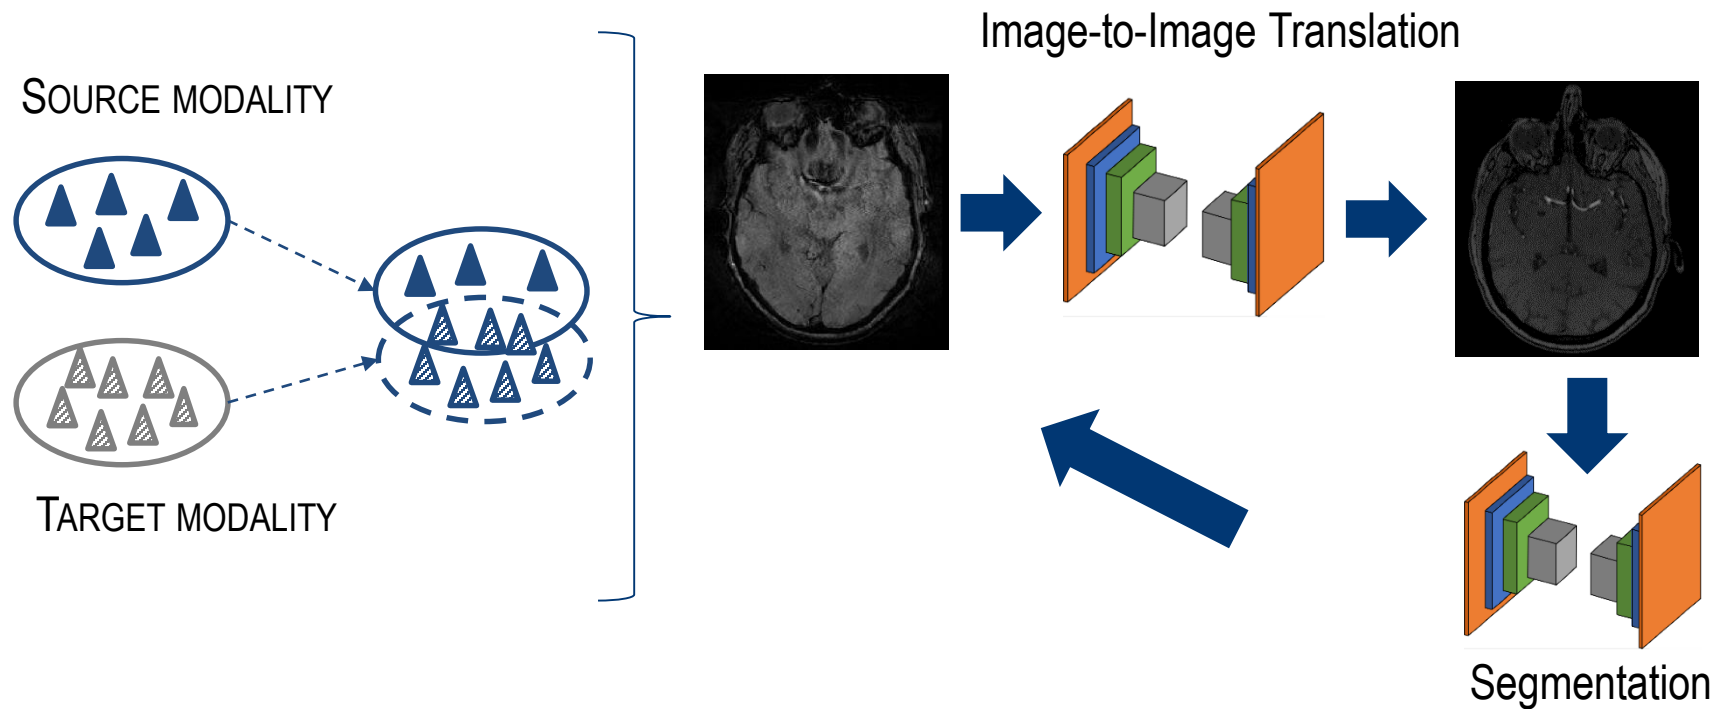 Image-to-Image Translation
SOURCE MODALITY
TARGET MODALITY
Segmentation